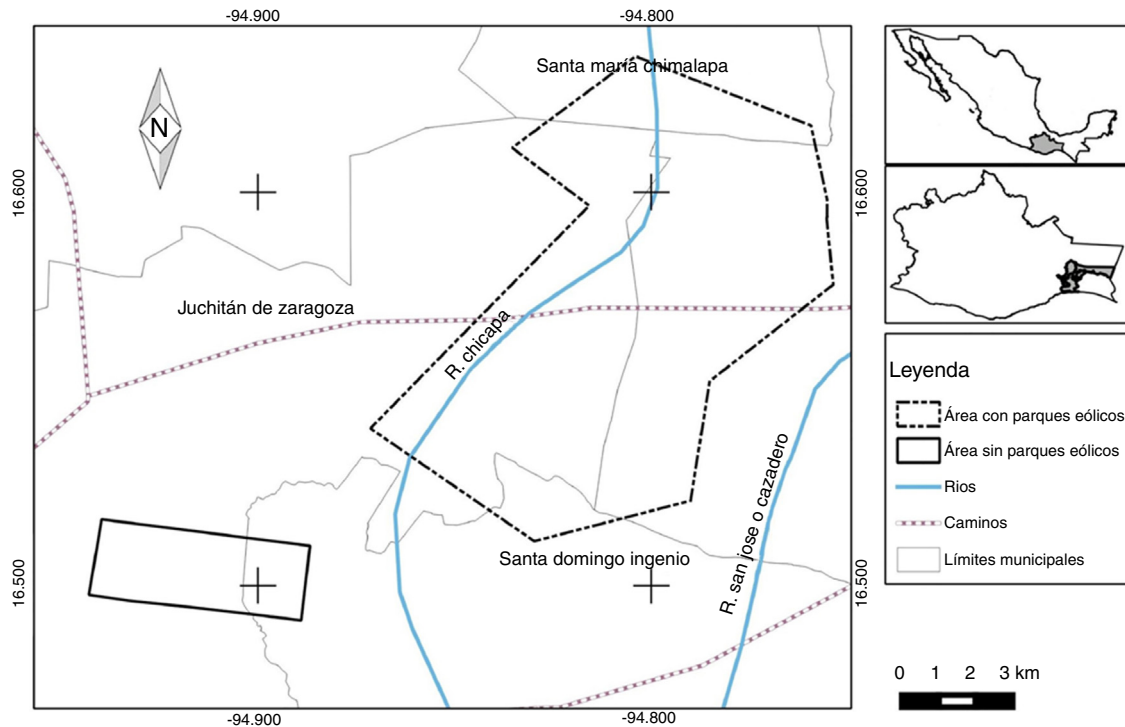 -94.900
-94.800
Santa maría chimalapa
N
16.600
16.600
Juchitán de zaragoza
R. chicapa
R. san jose o cazadero
Santa domingo ingenio
16.500
16.500
-94.900
-94.800
Leyenda
Área con parques eólicos
Área sin parques eólicos
Rios
Caminos
Límites municipales
0 1 2 3 km